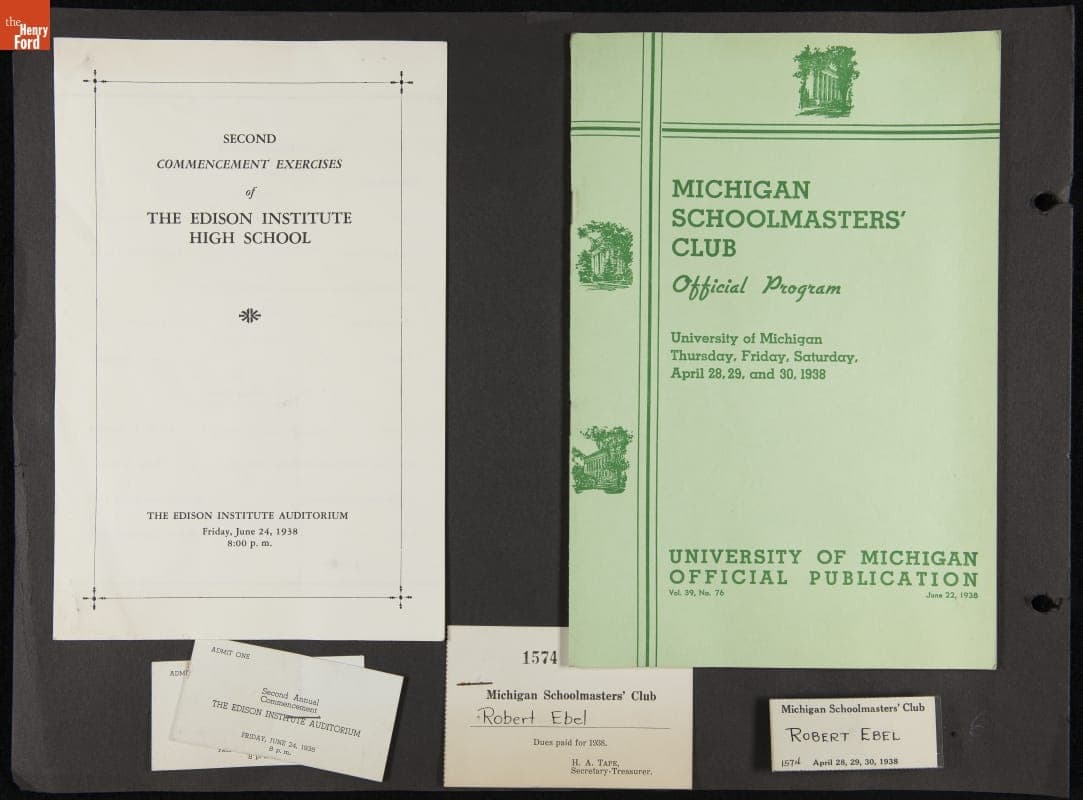 the
Henry
Ford
SECOND
COMMENCEMENT EXERCISES
of
THE EDISON INSTITUTE
HIGH SCHOOL
THE EDISON INSTITUTE AUDITORIUM
Friday, June 24, 1938
8:00 p. m.
MICHIGAN
SCHOOLMASTERS'
CLUB
Official Program
University of Michigan
Thursday, Friday, Saturday,
April 28, 29, and 30, 1938
UNIVERSITY OF MICHIGAN
OFFICIAL PUBLICATION
Vol. 39, No. 76
June 22, 1938
ADMIT ONE
Second Annual
Commencement
THE EDISON INSTITUTE AUDITORIUM
FRIDAY, JUNE 24, 1938
8 p. m.
1574
Michigan Schoolmasters' Club
Robert Ebel
Dues paid for 1938.
H. A. TAPE,
Secretary-Treasurer.
Michigan Schoolmasters' Club
ROBERT EBEL
1574 April 28, 29, 30, 1938
6